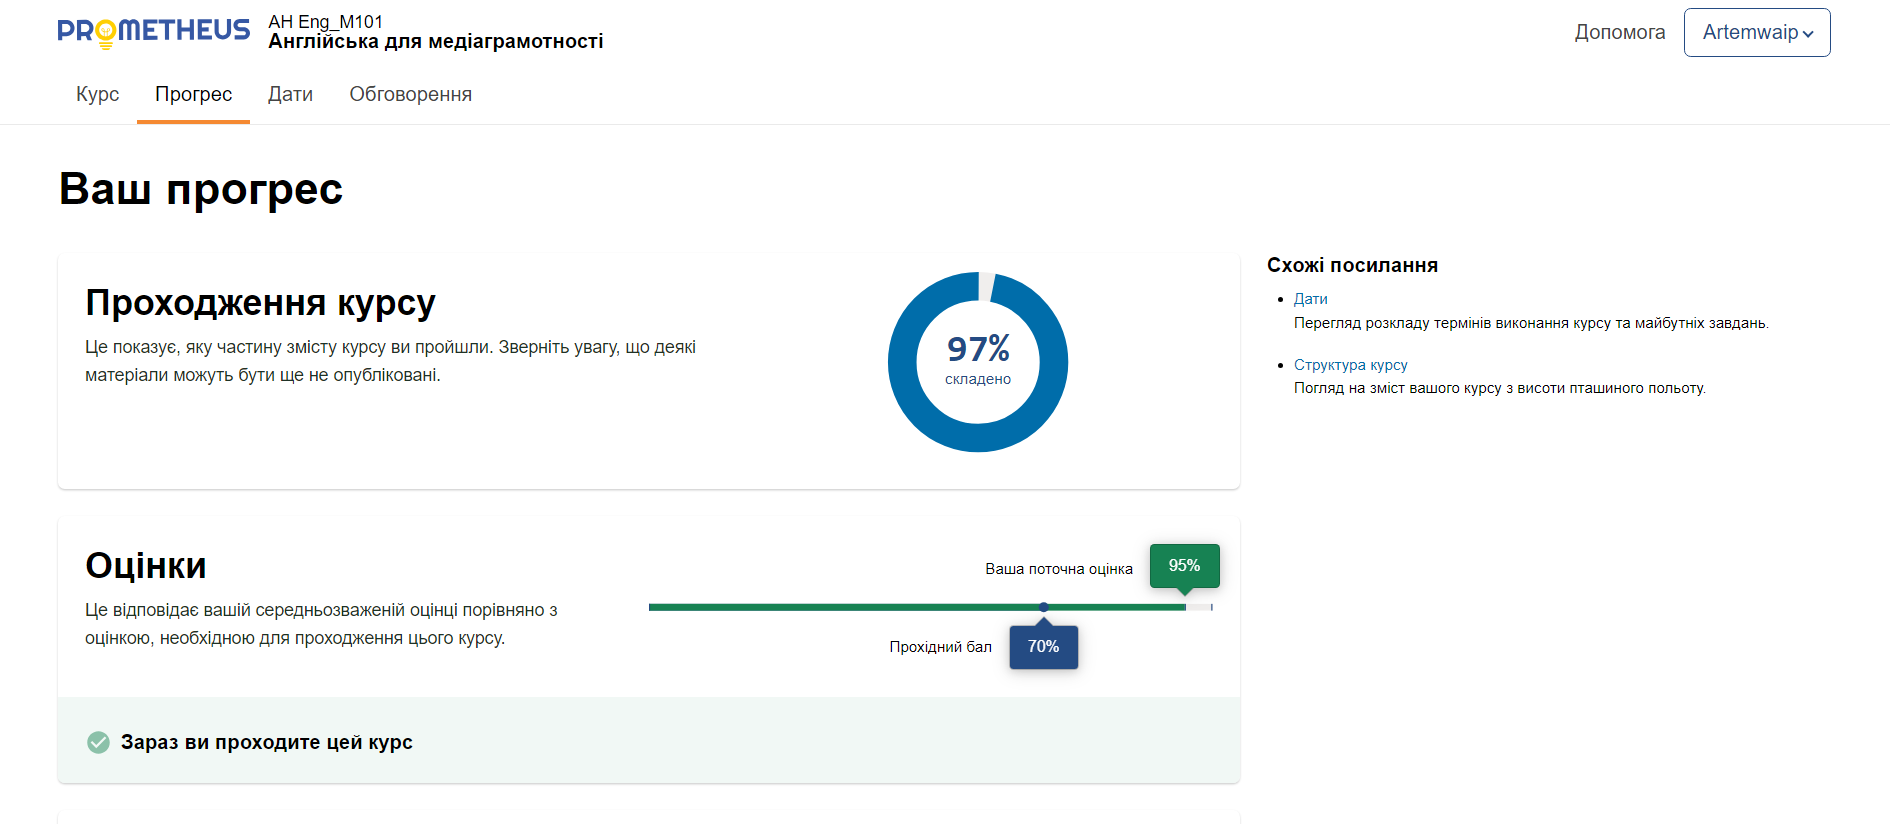 PROMETHEUS
AH Eng_M101
Англійська для медіаграмотності
Допомога
Artemwaip
Курс
Прогрес
Дати
Обговорення
Ваш прогрес
Проходження курсу
Це показує, яку частину змісту курсу ви пройшли. Зверніть увагу, що деякі
матеріали можуть бути ще не опубліковані.
97%
складено
Схожі посилання
Дати
Перегляд розкладу термінів виконання курсу та майбутніх завдань.
Структура курсу
Погляд на зміст вашого курсу з висоти пташиного польоту.
Оцінки
Це відповідає вашій середньозваженій оцінці порівняно з
оцінкою, необхідною для проходження цього курсу.
Ваша поточна оцінка
95%
Прохідний бал
70%
Зараз ви проходите цей курс